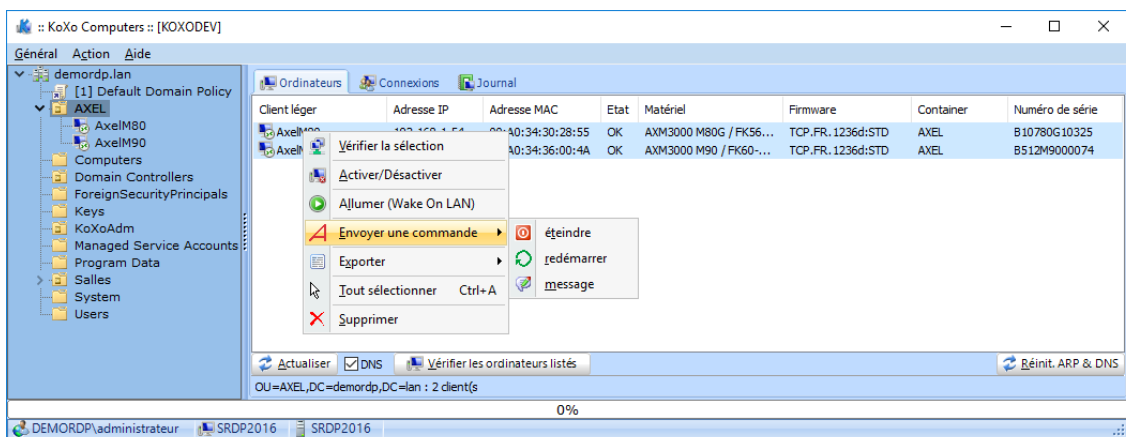 :: KoXo Computers :: [KOXODEV]
Général Action Aide
demordp.lan
[1] Default Domain Policy
AXEL
AxelM80
AxelM90
Computers
Domain Controllers
ForeignSecurityPrincipals
Keys
KoXoAdm
Managed Service Accounts
Program Data
Salles
System
Users
Ordinateurs Connexions Journal
Client léger Adresse IP Adresse MAC Etat Matériel Firmware Container Numéro de série
A0:34:30:28:55 OK AXM3000 M80G / FK56... TCP.FR.1236d:STD AXEL B10780G10325
A0:34:36:00:4A OK AXM3000 M90 / FK60-... TCP.FR.1236d:STD AXEL B512M9000074
Vérifier la sélection
Activer/Désactiver
Allumer (Wake On LAN)
Envoyer une commande
Exporter
Tout sélectionner Ctrl+A
Supprimer
éteindre
redémarrer
message
Actualiser DNS Vérifier les ordinateurs listés Réinit. ARP & DNS
OU=AXEL,DC=demordp,DC=lan : 2 client(s
0%
DEMORDP\administrateur SRDP2016 SRDP2016